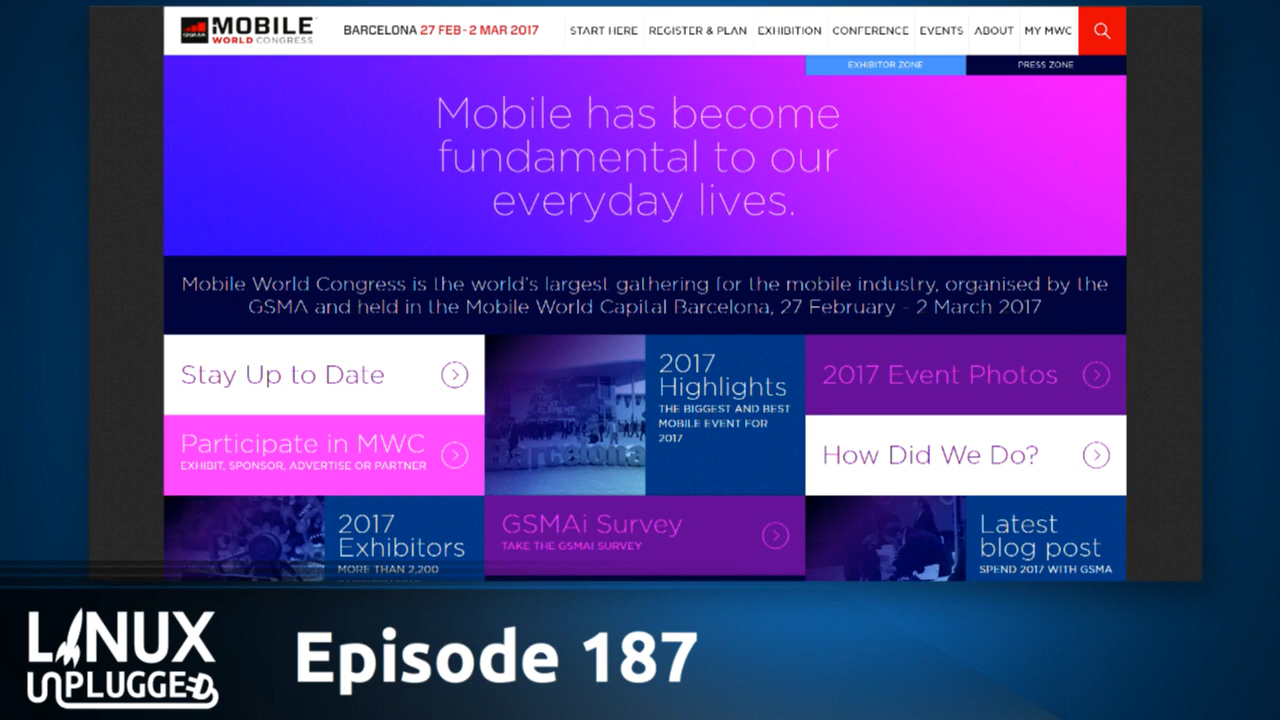 GSMA
MOBILE
WORLD CONGRESS
BARCELONA 27 FEB - 2 MAR 2017
START HERE REGISTER & PLAN EXHIBITION CONFERENCE EVENTS ABOUT MY MWC
EXHIBITOR ZONE PRESS ZONE
Mobile has become
fundamental to our
everyday lives.
Mobile World Congress is the world's largest gathering for the mobile industry, organised by the
GSMA and held in the Mobile World Capital Barcelona, 27 February - 2 March 2017
Stay Up to Date
Participate in MWC
EXHIBIT, SPONSOR, ADVERTISE OR PARTNER
Barcelona
2017
Highlights
THE BIGGEST AND BEST
MOBILE EVENT FOR
2017
2017 Event Photos
How Did We Do?
2017
Exhibitors
MORE THAN 2,200
GSMAi Survey
TAKE THE GSMAI SURVEY
Latest
blog post
SPEND 2017 WITH GSMA
LINUX
UNPLUGGED
Episode 187